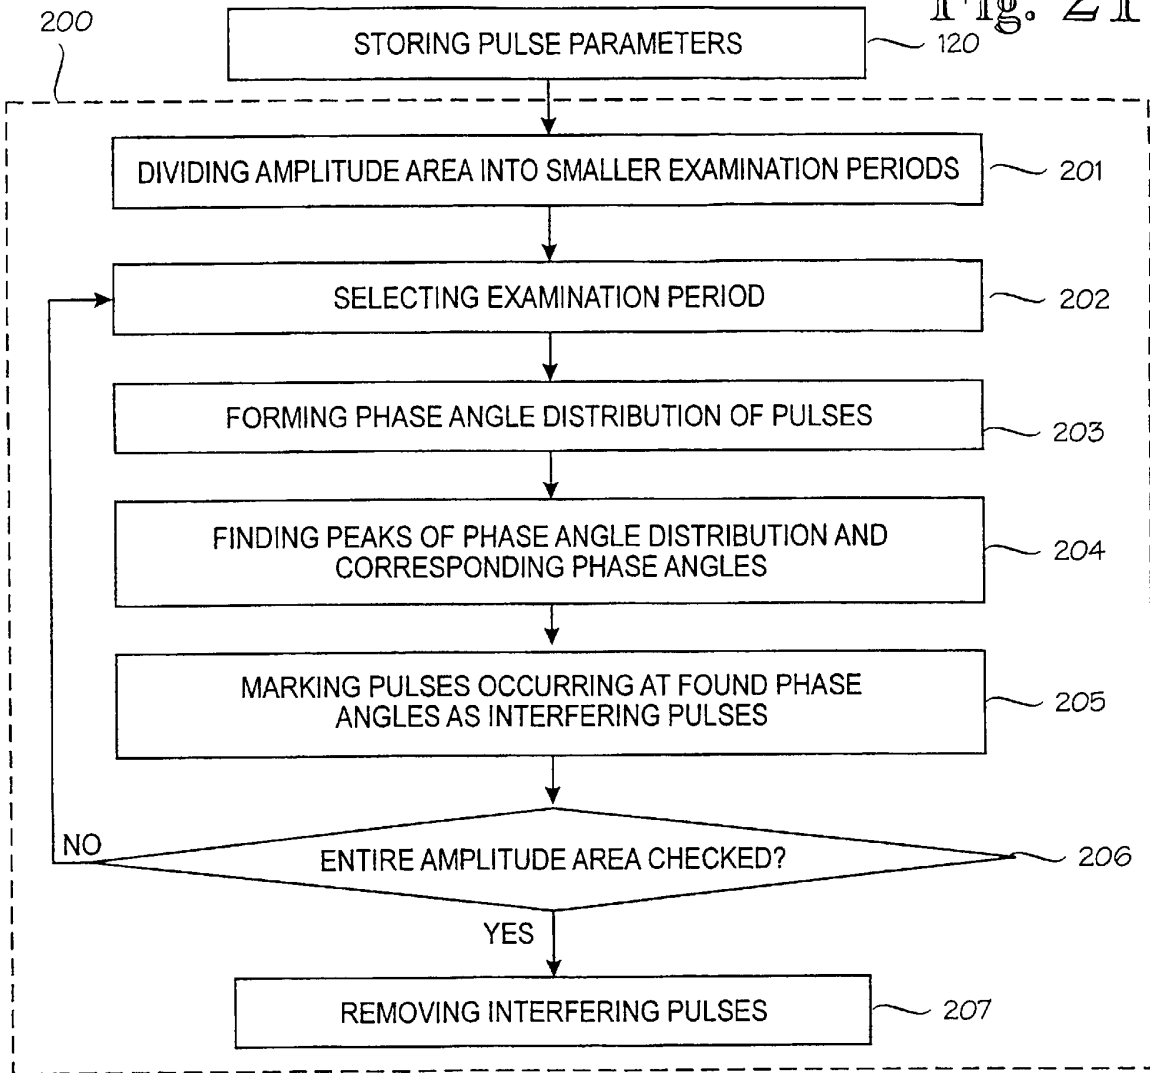 Fig. 21
200
STORING PULSE PARAMETERS
120
DIVIDING AMPLITUDE AREA INTO SMALLER EXAMINATION PERIODS
201
SELECTING EXAMINATION PERIOD
202
FORMING PHASE ANGLE DISTRIBUTION OF PULSES
203
FINDING PEAKS OF PHASE ANGLE DISTRIBUTION AND
CORRESPONDING PHASE ANGLES
204
MARKING PULSES OCCURRING AT FOUND PHASE
ANGLES AS INTERFERING PULSES
205
NO
ENTIRE AMPLITUDE AREA CHECKED?
206
YES
REMOVING INTERFERING PULSES
207